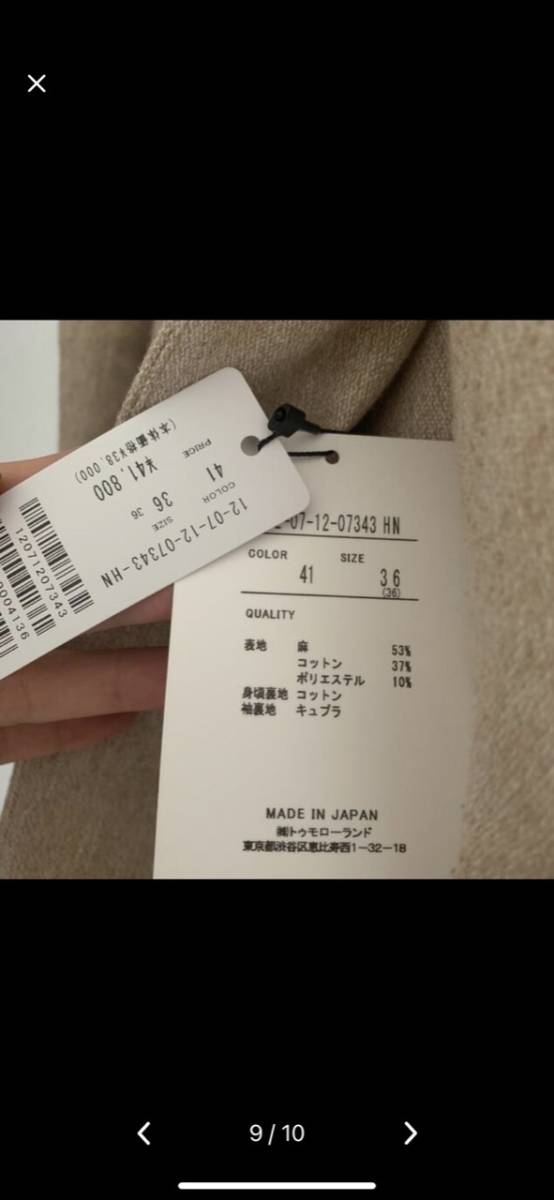 (本体価格¥38,000)
¥41,800
PRICE
41
COLOR
36 36
SIZE
12-07-12-07343-HN
1207120734​3
0004136
-07-12-07343 HN
COLOR SIZE
41 36
(36)
QUALITY
表地 麻 53%
コットン 37%
ポリエステル 10%
身頃裏地 コットン
袖裏地 キュプラ
MADE IN JAPAN
㈱トゥモローランド
東京都渋谷区恵比寿西1-32-18
9 / 10